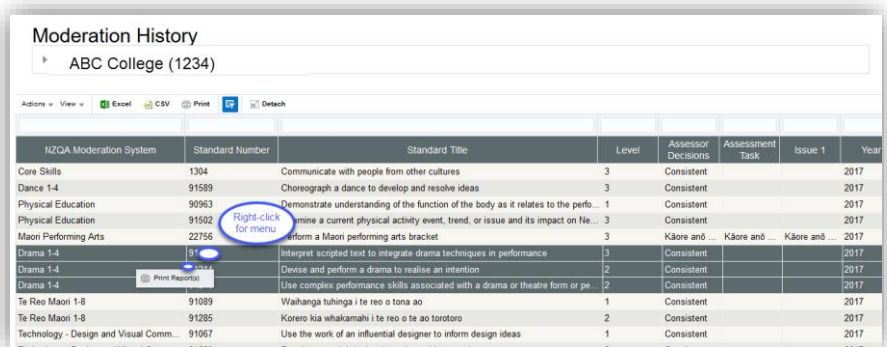 Moderation History
ABC College (1234)
Actions View Excel CSV Print Detach
NZQA Moderation System Standard Number Standard Title Level Assessor Decisions Assessment Task Issue 1 Year
Core Skills 1304 Communicate with people from other cultures 3 Consistent 2017
Dance 1-4 91589 Choreograph a dance to develop and resolve ideas 3 Consistent 2017
Physical Education 90963 Demonstrate understanding of the function of the body as it relates to the perfo... 1 Consistent 2017
Physical Education 91502 a current physical activity event, trend, or issue and its impact on Ne... 3 Consistent 2017
Right-click for menu
Maori Performing Arts 22756 Perform a Maori performing arts bracket 3 Kāore anō ... Kāore anō ... Kāore anō ... 2017
Drama 1-4 Interpret scripted text to integrate drama techniques in performance 3 Consistent 2017
Drama 1-4 Devise and perform a drama to realise an intention 2 Consistent 2017
Print Report(s)
Drama 1-4 Use complex performance skills associated with a drama or theatre form or pe... 2 Consistent 2017
Te Reo Maori 1-8 91089 Waihanga tuhinga i te reo o tona ao 1 Consistent 2017
Te Reo Maori 1-8 91285 Korero kia whakamahi i te reo o te ao torotoro 2 Consistent 2017
Technology - Design and Visual Comm... 91067 Use the work of an influential designer to inform design ideas 1 Consistent 2017